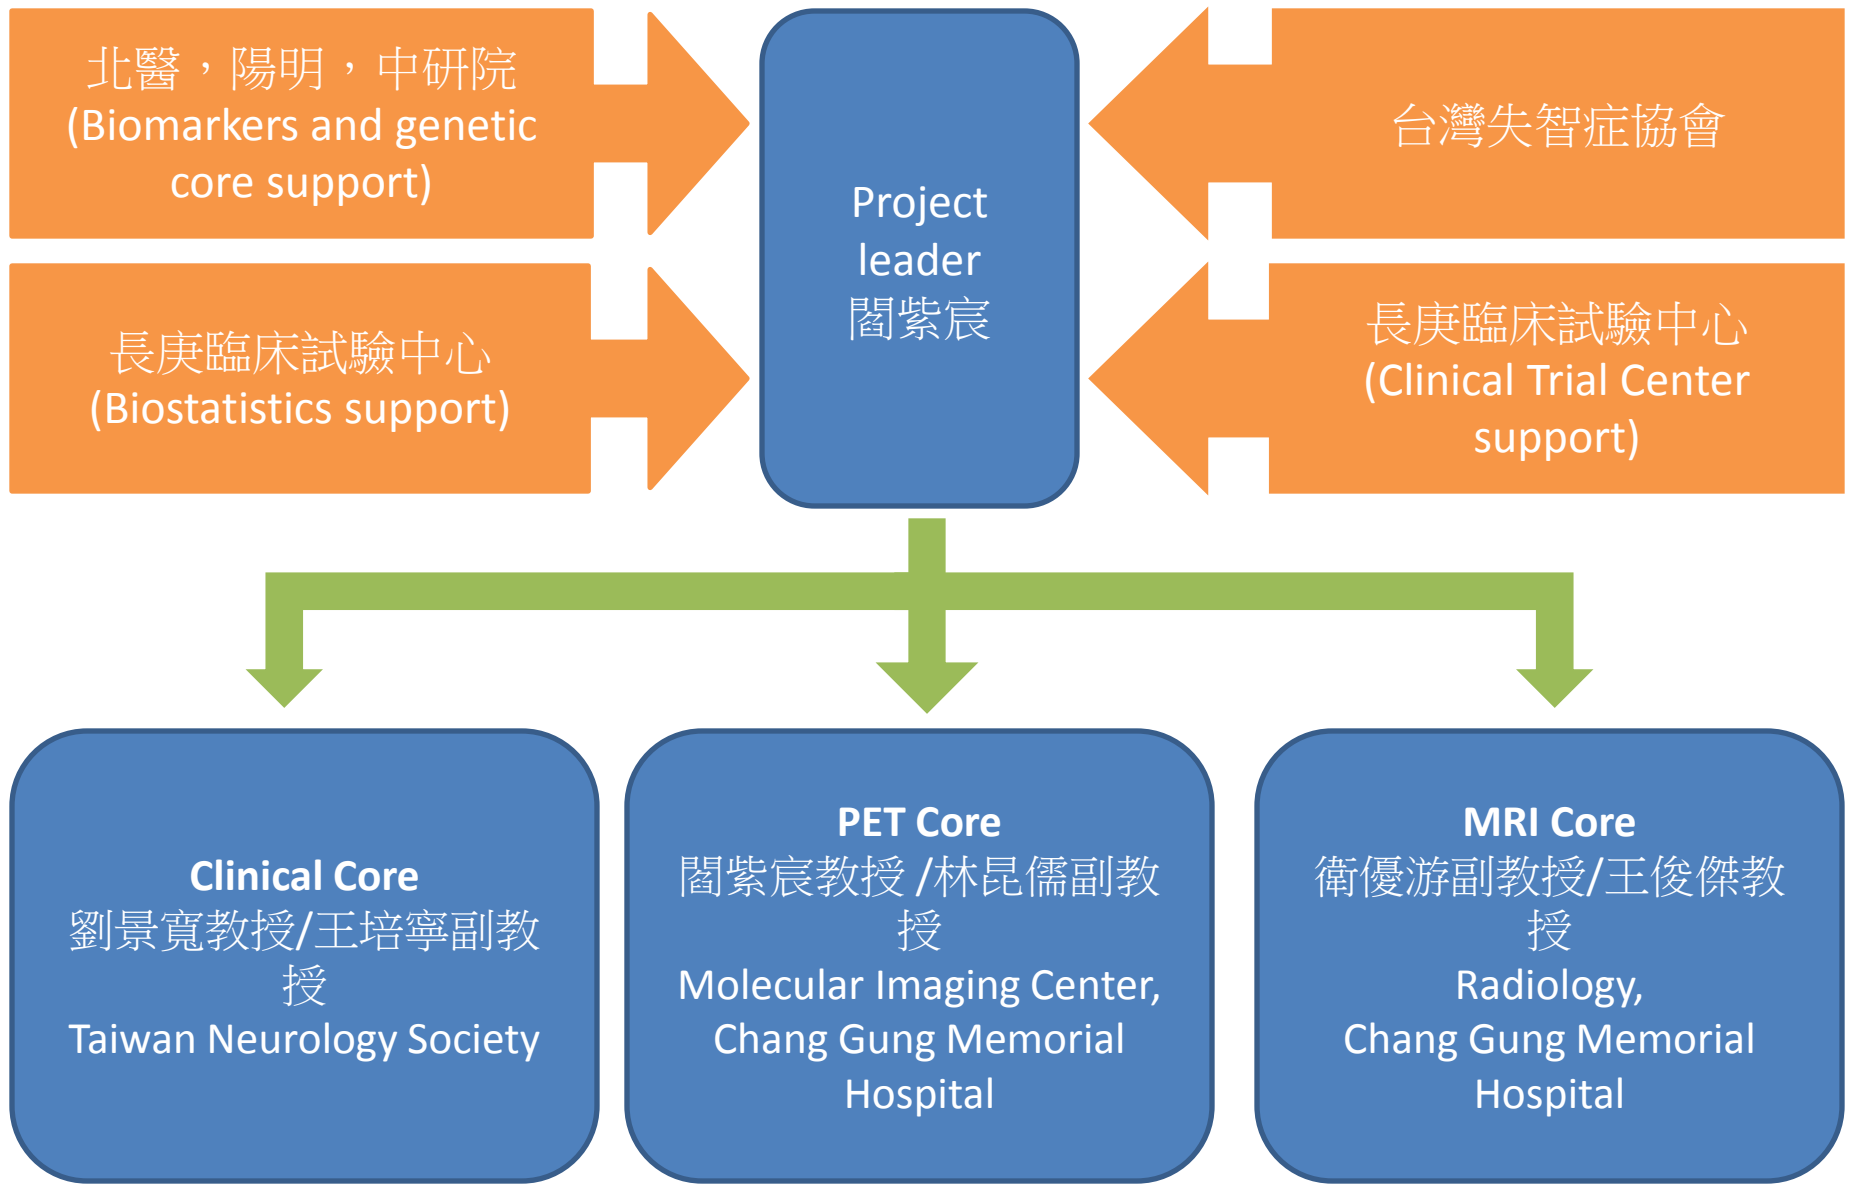 北醫，陽明，中研院
(Biomarkers and genetic
core support)
台灣失智症協會
Project
leader
閻紫宸
長庚臨床試驗中心
(Biostatistics support)
長庚臨床試驗中心
(Clinical Trial Center
support)
Clinical Core
劉景寬教授/王培寧副教
授
Taiwan Neurology Society
PET Core
閻紫宸教授 /林昆儒副教
授
Molecular Imaging Center,
Chang Gung Memorial
Hospital
MRI Core
衛優游副教授/王俊傑教
授
Radiology,
Chang Gung Memorial
Hospital